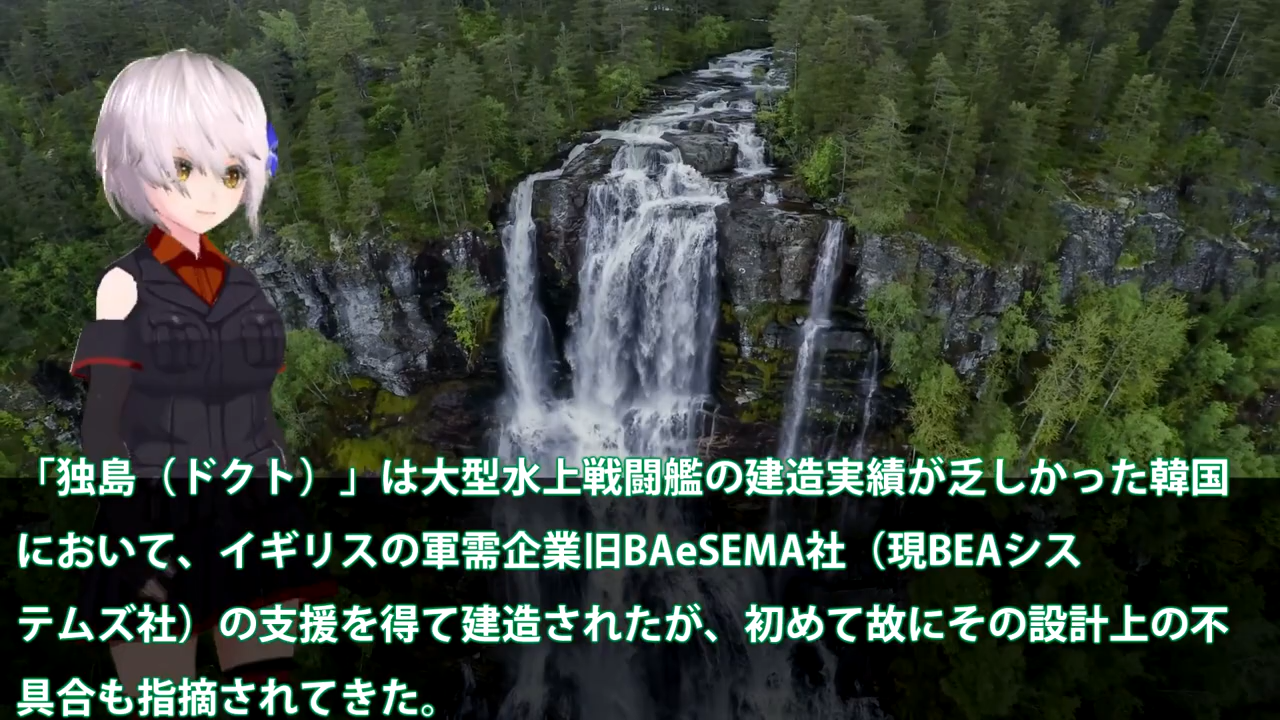 「独島（ドクト）」は大型水上戦闘艦の建造実績が乏しかった韓国
において、イギリスの軍需企業旧BAeSEMA社（現BEAシス
テムズ社）の支援を得て建造されたが、初めて故にその設計上の不
具合も指摘されてきた。